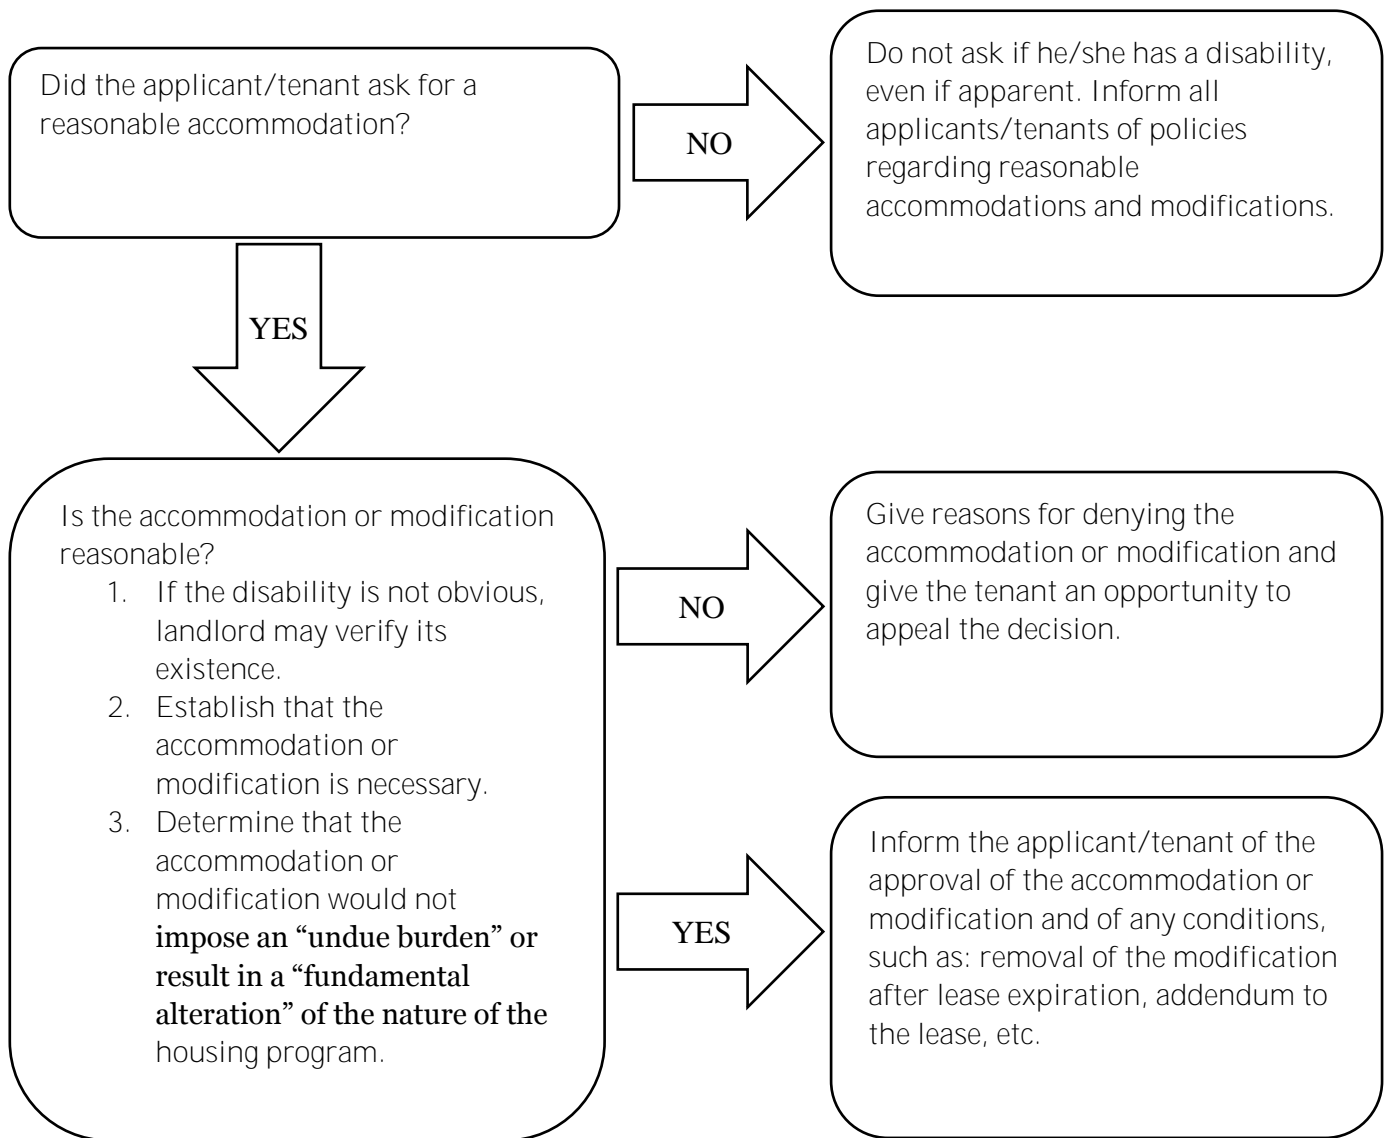 Did the applicant/tenant ask for a
reasonable accommodation?
NO
Do not ask if he/she has a disability,
even if apparent. Inform all
applicants/tenants of policies
regarding reasonable
accommodations and modifications.
YES
Is the accommodation or modification
reasonable?
1. If the disability is not obvious,
landlord may verify its
existence.
2. Establish that the
accommodation or
modification is necessary.
3. Determine that the
accommodation or
modification would not
impose an “undue burden” or
result in a “fundamental
alteration” of the nature of the
housing program.
NO
Give reasons for denying the
accommodation or modification and
give the tenant an opportunity to
appeal the decision.
YES
Inform the applicant/tenant of the
approval of the accommodation or
modification and of any conditions,
such as: removal of the modification
after lease expiration, addendum to
the lease, etc.